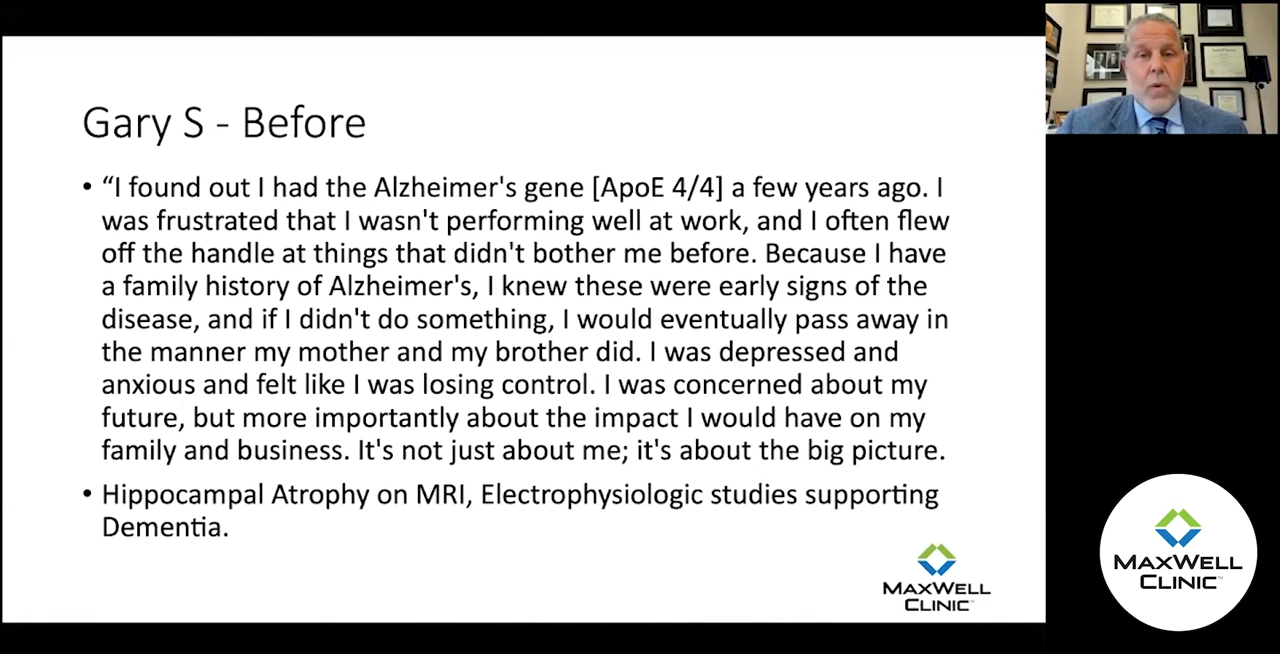 Gary S - Before
• “I found out I had the Alzheimer's gene [ApoE 4/4] a few years ago. I
was frustrated that I wasn't performing well at work, and I often flew
off the handle at things that didn't bother me before. Because I have
a family history of Alzheimer's, I knew these were early signs of the
disease, and if I didn't do something, I would eventually pass away in
the manner my mother and my brother did. I was depressed and
anxious and felt like I was losing control. I was concerned about my
future, but more importantly about the impact I would have on my
family and business. It's not just about me; it's about the big picture.
• Hippocampal Atrophy on MRI, Electrophysiologic studies supporting
Dementia.
MAXWELL
CLINIC™
MAXWELL
CLINIC™